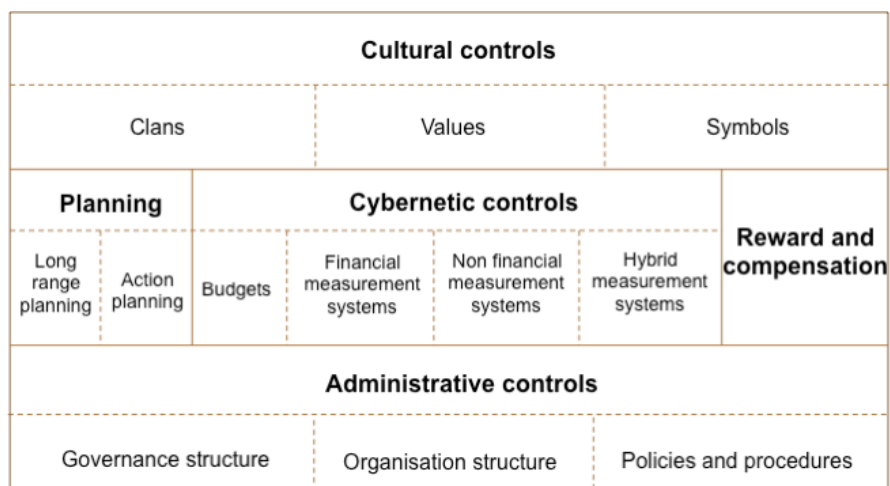 Cultural controls
Clans
Values
Symbols
Planning
Cybernetic controls
Reward and
compensation
Long
range
planning
Action
planning
Budgets
Financial
measurement
systems
Non financial
measurement
systems
Hybrid
measurement
systems
Administrative controls
Governance structure
Organisation structure
Policies and procedures